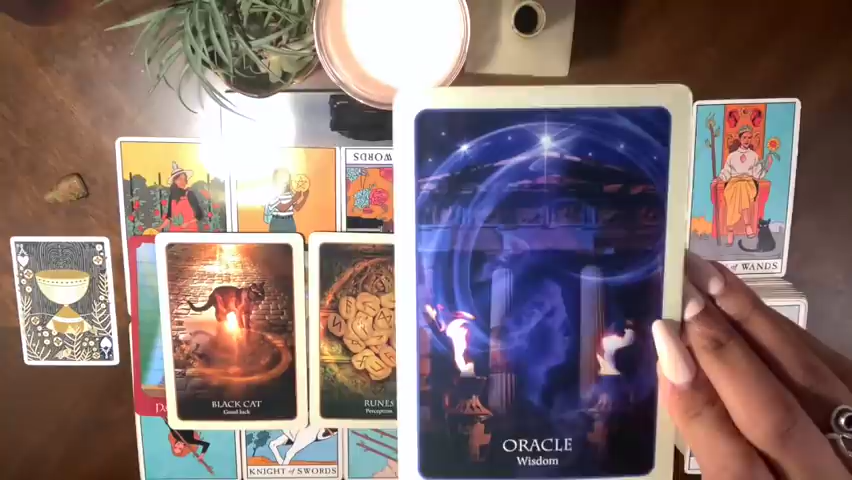 WORDS
of WANDS
BLACK CAT
Good luck
RUNES
Perception
ORACLE
Wisdom
KNIGHT of SWORDS